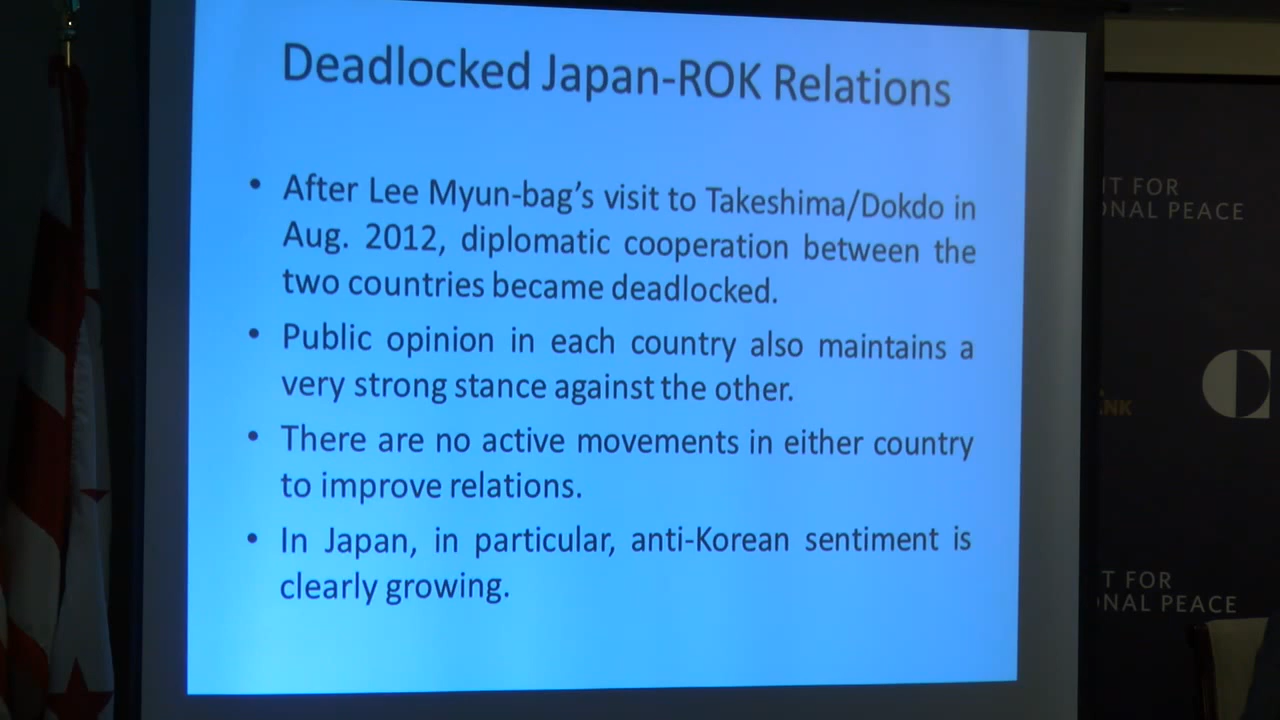 Deadlocked Japan-ROK Relations
• After Lee Myun-bag's visit to Takeshima/Dokdo in
Aug. 2012, diplomatic cooperation between the
two countries became deadlocked.
• Public opinion in each country also maintains a
very strong stance against the other.
• There are no active movements in either country
to improve relations.
• In Japan, in particular, anti-Korean sentiment is
clearly growing.
T FOR
ONAL PEACE
NK
T FOR
NAL PEACE